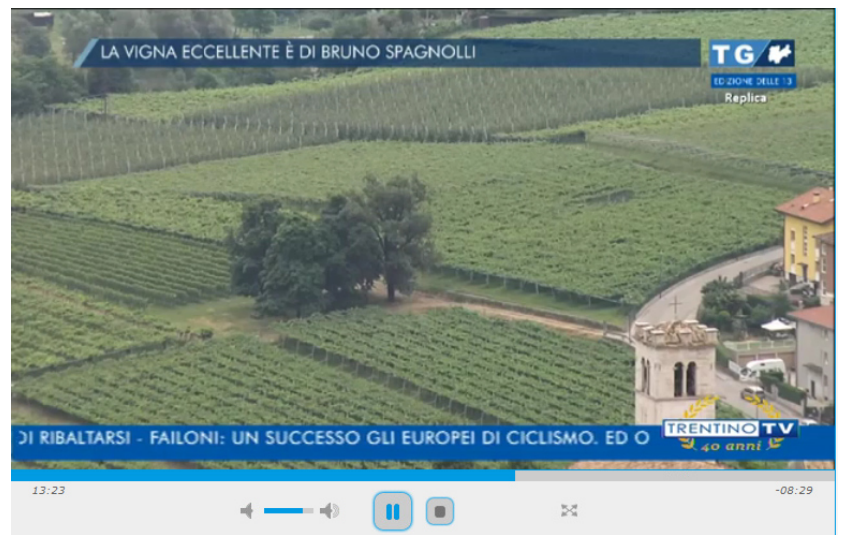 LA VIGNA ECCELLENTE È DI BRUNO SPAGNOLLI
TG
EDIZIONE DELLE 13
Replica
DI RIBALTARSI - FAILONI: UN SUCCESSO GLI EUROPEI DI CICLISMO. ED O
TRENTINO TV
40 anni
13:23
-08:29